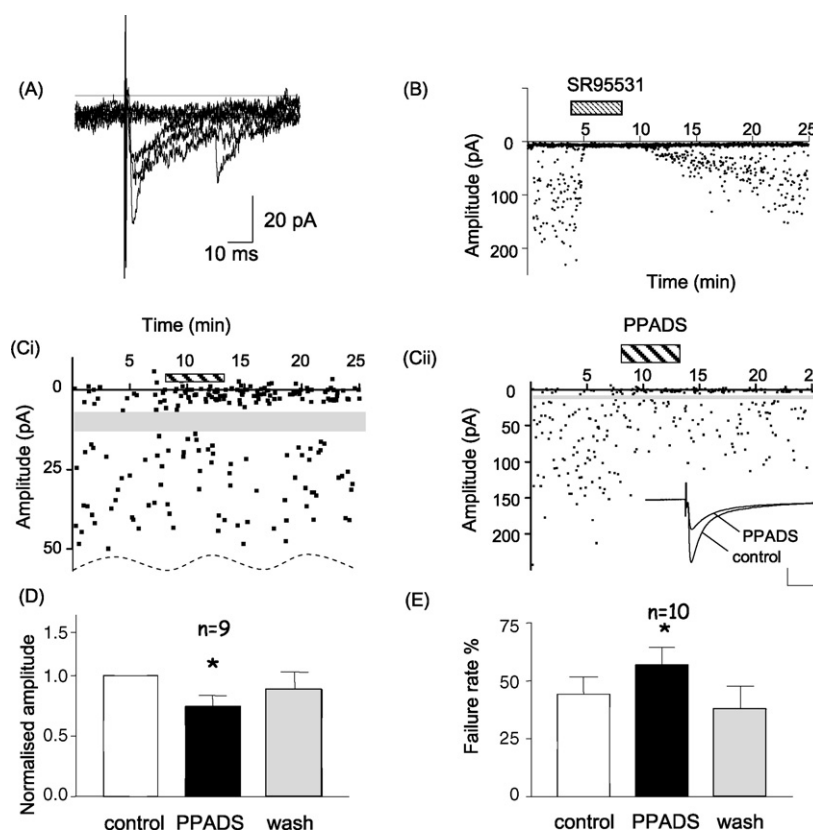 (A)
20 pA
10 ms
(B)
SR95531
5 10 15 20 25
0
100
200
Amplitude (pA)
Time (min)
(Ci)
Time (min)
5 10 15 20 25
0
25
50
Amplitude (pA)
(Cii)
PPADS
5 10 15 20 25
0
50
100
150
200
Amplitude (pA)
PPADS
control
(D)
n=9
*
1.5
1.0
0.5
0.0
Normalised amplitude
control PPADS wash
(E)
n=10
*
75
50
25
0
Failure rate %
control PPADS wash